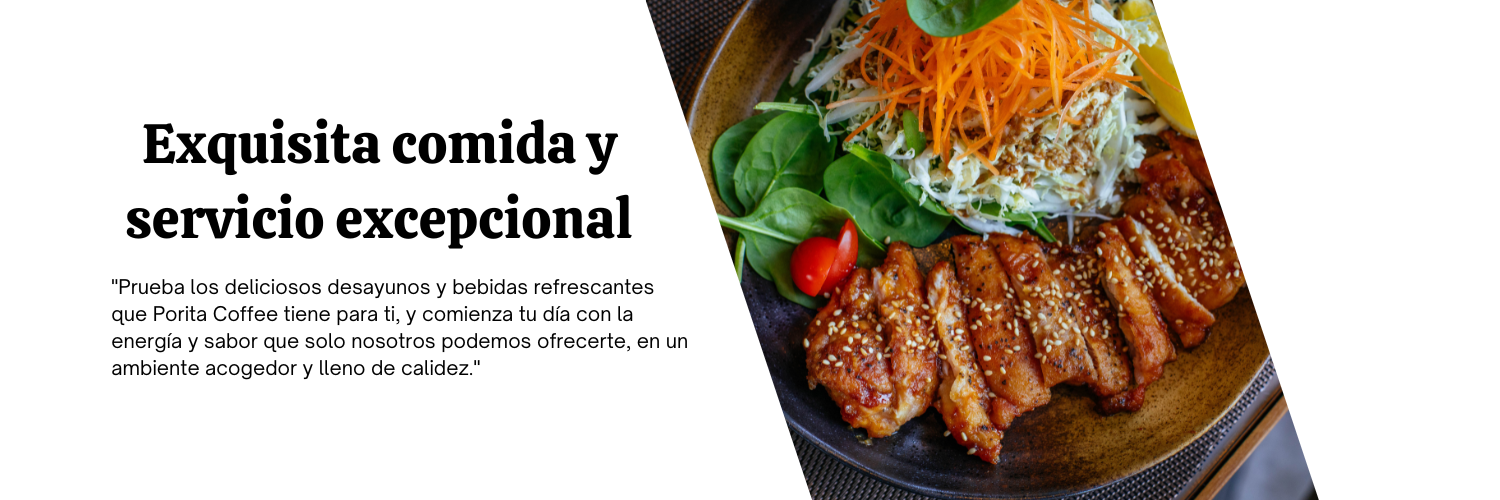 Exquisita comida y
servicio excepcional
"Prueba los deliciosos desayunos y bebidas refrescantes
que Porita Coffee tiene para ti, y comienza tu día con la
energía y sabor que solo nosotros podemos ofrecerte, en un
ambiente acogedor y lleno de calidez."